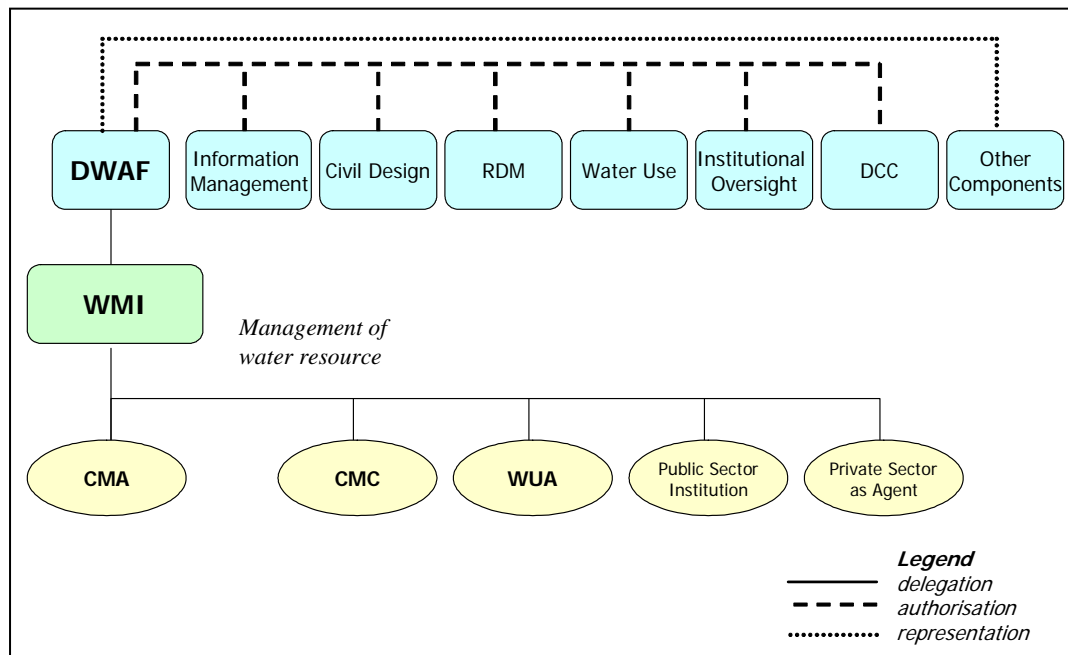 DWAF
Information
Management
Civil Design
RDM
Water Use
Institutional
Oversight
DCC
Other
Components
WMI
Management of
water resource
CMA
CMC
WUA
Public Sector
Institution
Private Sector
as Agent
Legend
delegation
authorisation
representation